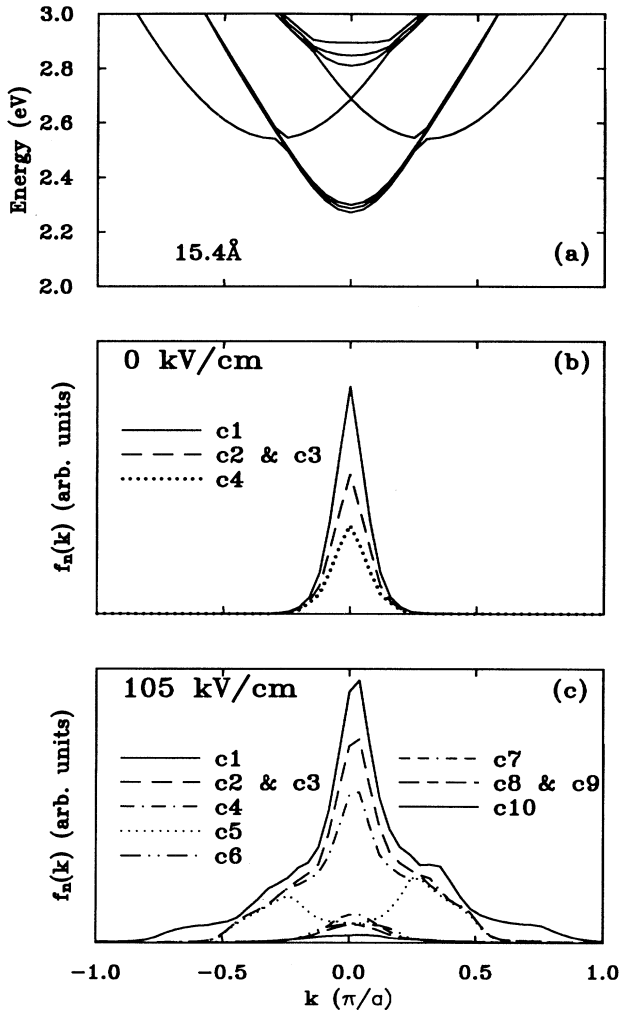 3.0
2.8
2.6
2.4
2.2
2.0
Energy (eV)
15.4Å
(a)
0 kV/cm
(b)
c1
c2 & c3
c4
fn(k) (arb. units)
105 kV/cm
(c)
c1
c2 & c3
c4
c5
c6
c7
c8 & c9
c10
fn(k) (arb. units)
-1.0 -0.5 0.0 0.5 1.0
k (π/a)